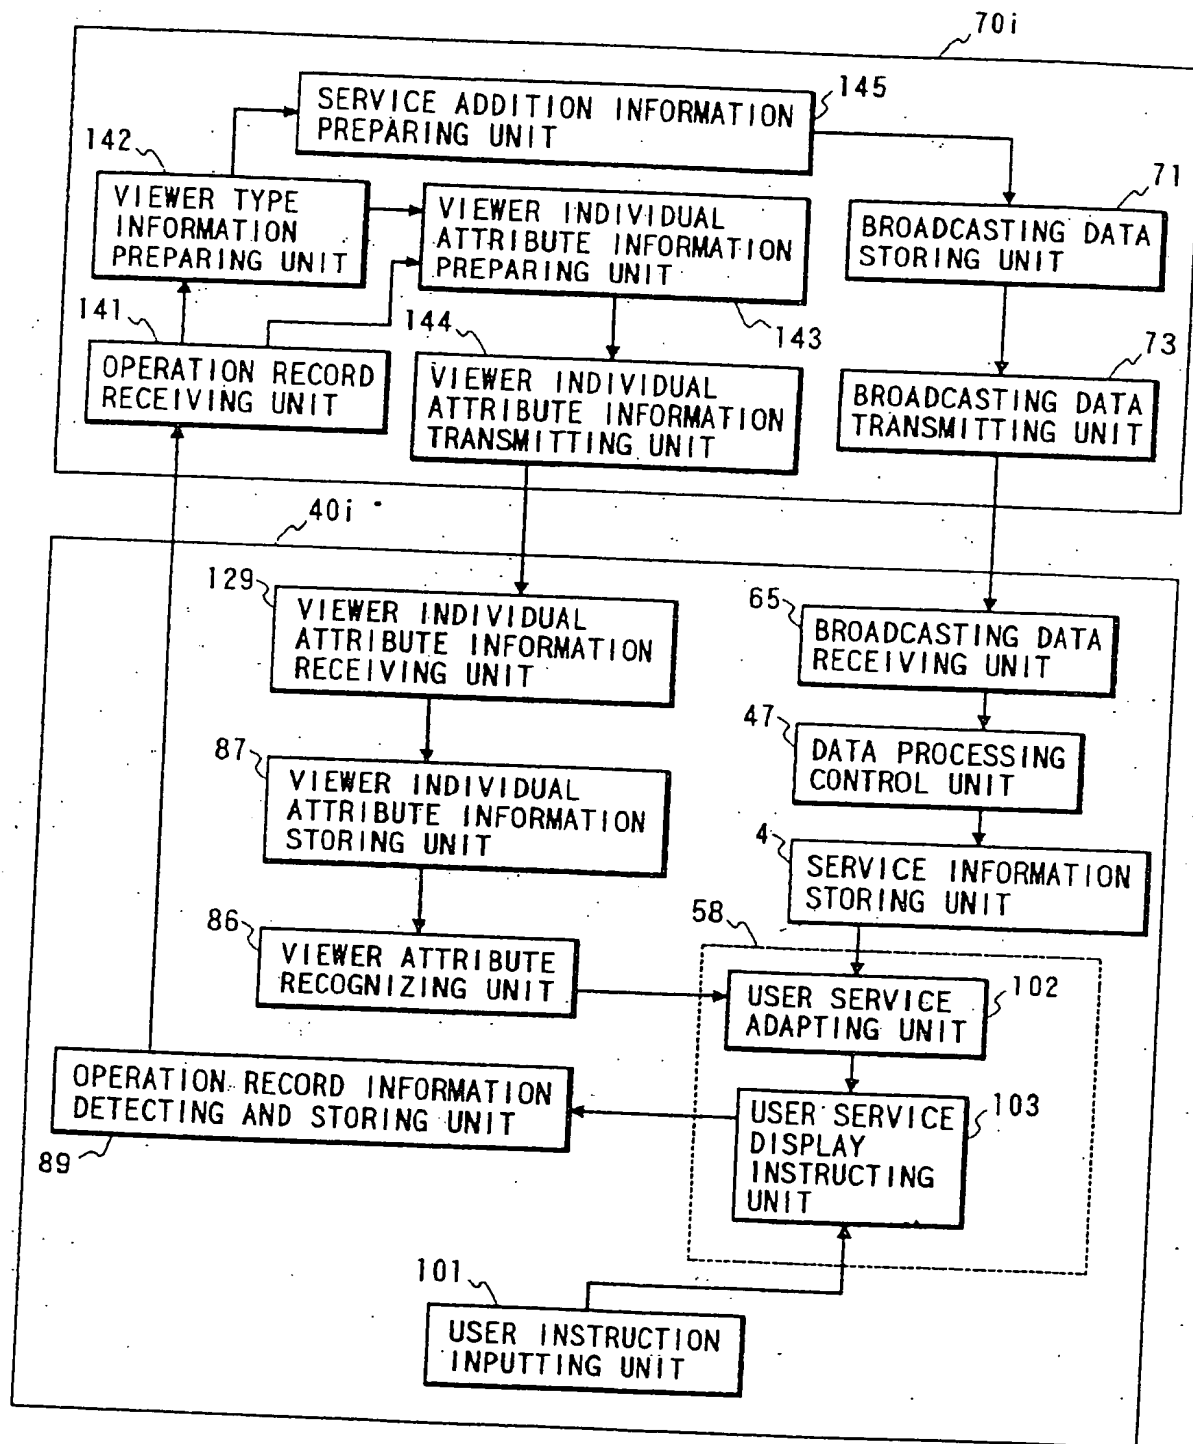 70i
145
SERVICE ADDITION INFORMATION
PREPARING UNIT
142
VIEWER TYPE
INFORMATION
PREPARING UNIT
VIEWER INDIVIDUAL
ATTRIBUTE INFORMATION
PREPARING UNIT
143
71
BROADCASTING DATA
STORING UNIT
141
OPERATION RECORD
RECEIVING UNIT
144
VIEWER INDIVIDUAL
ATTRIBUTE INFORMATION
TRANSMITTING UNIT
73
BROADCASTING DATA
TRANSMITTING UNIT
40i
129
VIEWER INDIVIDUAL
ATTRIBUTE INFORMATION
RECEIVING UNIT
65
BROADCASTING DATA
RECEIVING UNIT
87
VIEWER INDIVIDUAL
ATTRIBUTE INFORMATION
STORING UNIT
47
DATA PROCESSING
CONTROL UNIT
4
SERVICE INFORMATION
STORING UNIT
86
VIEWER ATTRIBUTE
RECOGNIZING UNIT
58
USER SERVICE
ADAPTING UNIT
102
OPERATION RECORD INFORMATION
DETECTING AND STORING UNIT
89
USER SERVICE
DISPLAY
INSTRUCTING
UNIT
103
101
USER INSTRUCTION
INPUTTING UNIT